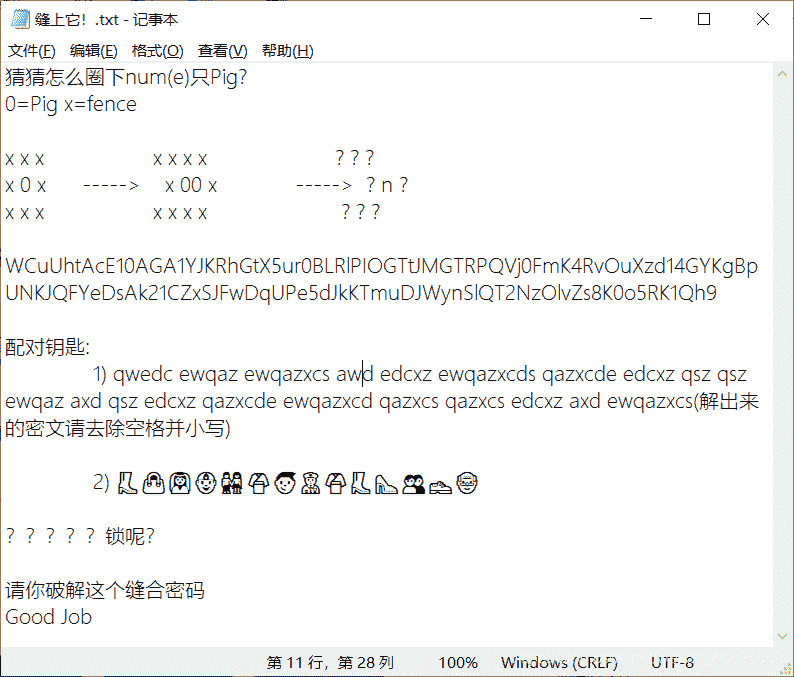 缝上它！.txt - 记事本
文件(F) 编辑(E) 格式(O) 查看(V) 帮助(H)
猜猜怎么圈下num(e)只Pig?
0=Pig x=fence
x x x x x x x ? ? ?
x 0 x -----> x 00 x -----> ? n ?
x x x x x x x ? ? ?
WCuUhtAcE10AGA1YJKRhGtX5ur0BLRlPIOGTtJMGTRPQVj0FmK4RvOuXzd14GYKgBp
UNKJQFYeDsAk21CZxSJFwDqUPe5dJkKTmuDJWynSlQT2NzOlvZs8K0o5RK1Qh9
配对钥匙:
1) qwedc ewqaz ewqazxcs awd edcxz ewqazxcds qazxcde edcxz qsz qsz
ewqaz axd qsz edcxz qazxcde ewqazxcd qazxcs qazxcs edcxz axd ewqazxcs(解出来
的密文请去除空格并小写)
2)
？？？？？锁呢?
请你破解这个缝合密码
Good Job
第 11 行，第 28 列 100% Windows (CRLF) UTF-8